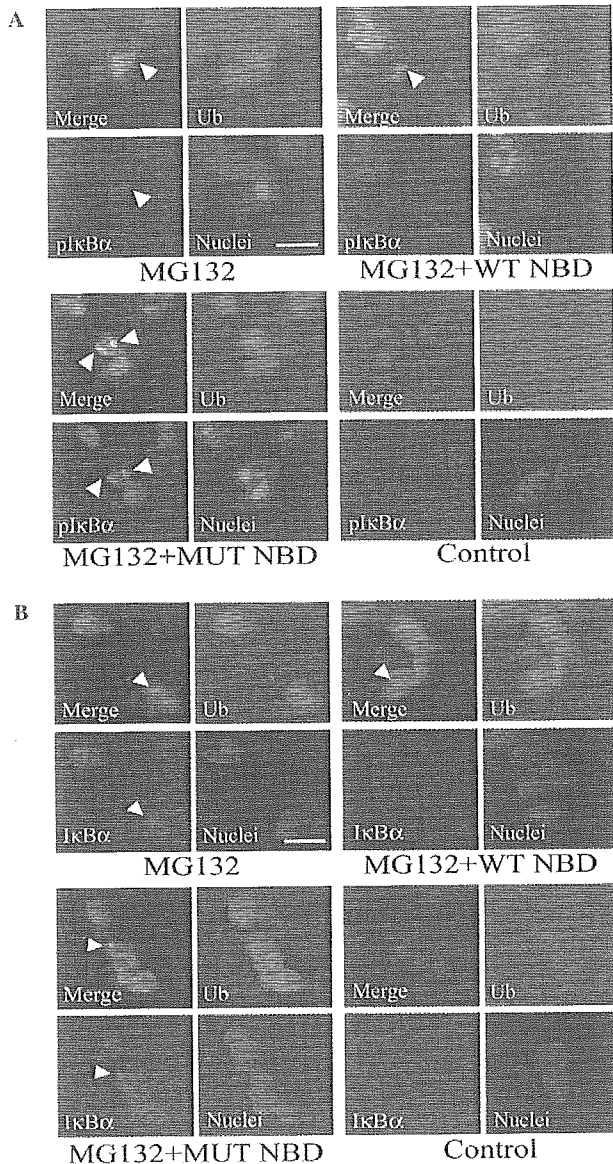 A
Merge Ub Merge Ub
pIκBα Nuclei pIκBα Nuclei
MG132 MG132+WT NBD
Merge Ub Merge Ub
pIκBα Nuclei pIκBα Nuclei
MG132+MUT NBD Control
B
Merge Ub Merge Ub
IκBα Nuclei IκBα Nuclei
MG132 MG132+WT NBD
Merge Ub Merge Ub
IκBα Nuclei IκBα Nuclei
MG132+MUT NBD Control